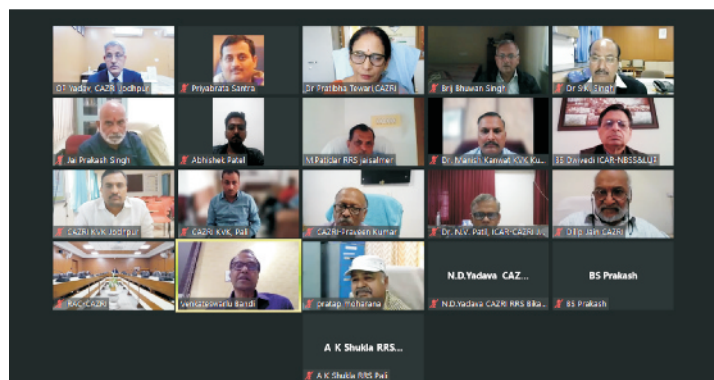 OP Yadav, CAZRI Jodhpur
Priyabrata Santra
Dr Pratibha Tewari,CAZRI
Brij Bhuwan Singh
Dr S.K. Singh
Jai Prakash Singh
Abhishek Patel
M Patidar RRS Jaisalmer
Dr. Manish Kanwat KVK Ku...
BS Dwivedi ICAR-NBSS&LUP
CAZRI KVK Jodhpur
CAZRI KVK, Pali
CAZRI-Praveen Kumar
Dr. N.V. Patil, ICAR-CAZRI
Dilip Jain CAZRI
RAC-CAZRI
Venkateswarlu Bandi
pratap moharana
N.D.Yadava CAZ...
N.D.Yadava CAZRI RRS Bika...
BS Prakash
BS Prakash
A K Shukla RRS...
A K Shukla RRS Pali